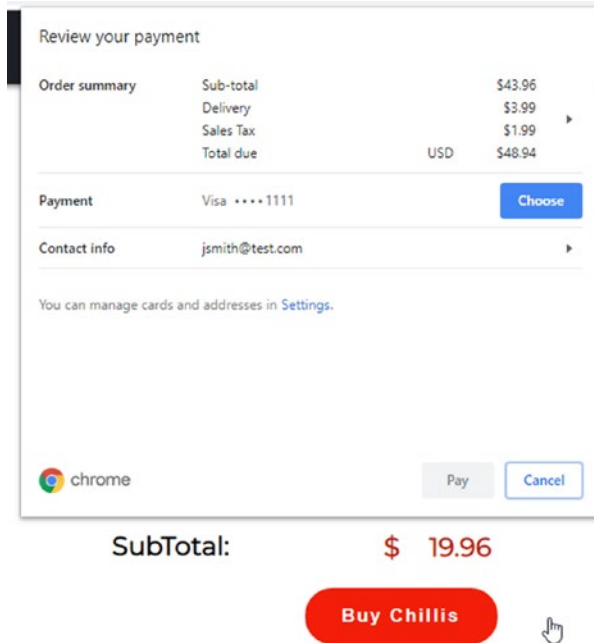 Review your payment
Order summary Sub-total $43.96
Delivery $3.99
Sales Tax $1.99
Total due USD $48.94
Payment Visa ••••1111 Choose
Contact info jsmith@test.com
You can manage cards and addresses in Settings.
chrome Pay Cancel
SubTotal: $ 19.96
Buy Chillis